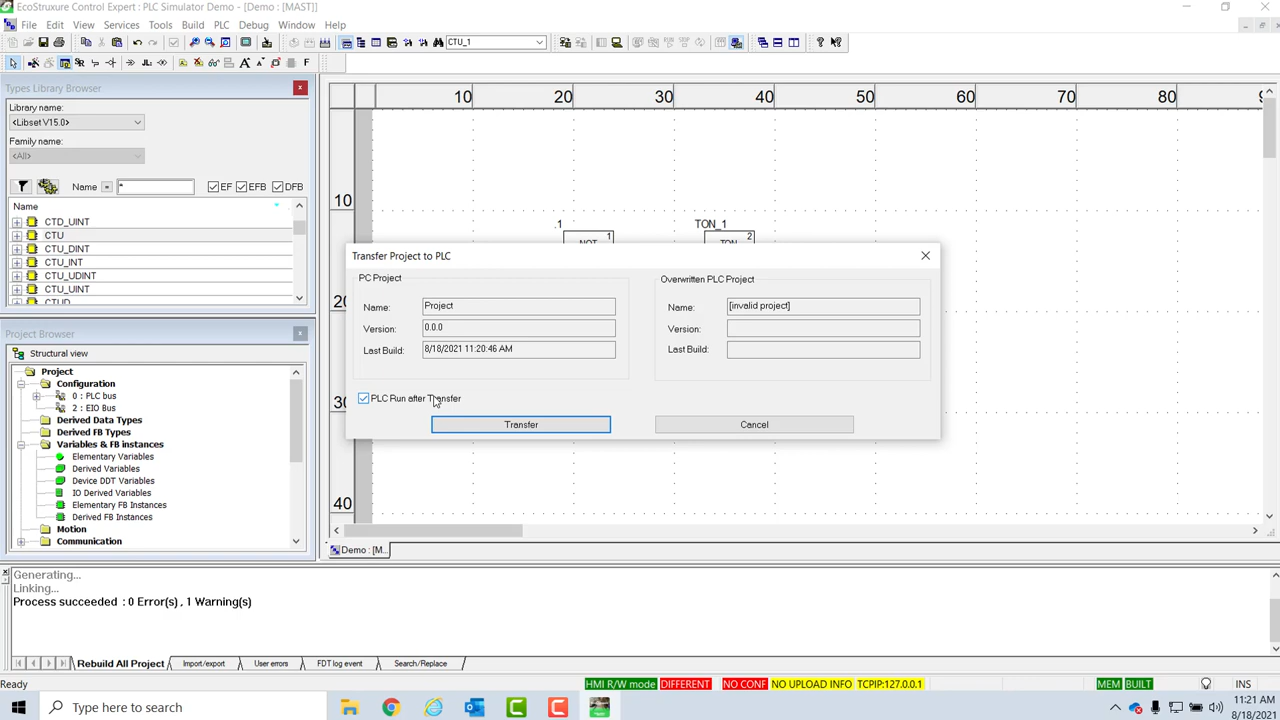 EcoStruxure Control Expert : PLC Simulator Demo - [Demo : [MAST]]
File Edit View Services Tools Build PLC Debug Window Help
CTU_1
Types Library Browser
Library name:
<Libset V15.0>
Family name:
<All>
Name = * EF EFB DFB
Name
CTD_UINT
CTU
CTU_DINT
CTU_INT
CTU_UDINT
CTU_UINT
CTUD
Project Browser
Structural view
Project
Configuration
0 : PLC bus
2 : EIO Bus
Derived Data Types
Derived FB Types
Variables & FB instances
Elementary Variables
Derived Variables
Device DDT Variables
IO Derived Variables
Elementary FB Instances
Derived FB Instances
Motion
Communication
10 20 30 40 50 60 70 80
10
.1 TON_1
1 2
NOT TON
20
30
40
Transfer Project to PLC
PC Project
Name: Project
Version: 0.0.0
Last Build: 8/18/2021 11:20:46 AM
Overwritten PLC Project
Name: [invalid project]
Version:
Last Build:
PLC Run after Transfer
Transfer Cancel
Demo : [M...
Generating...
Linking...
Process succeeded : 0 Error(s) , 1 Warning(s)
Rebuild All Project Import/export User errors FDT log event Search/Replace
Ready HMI R/W mode DIFFERENT NO CONF NO UPLOAD INFO TCPIP:127.0.0.1 MEM BUILT INS
Type here to search
11:21 AM
8/18/2021